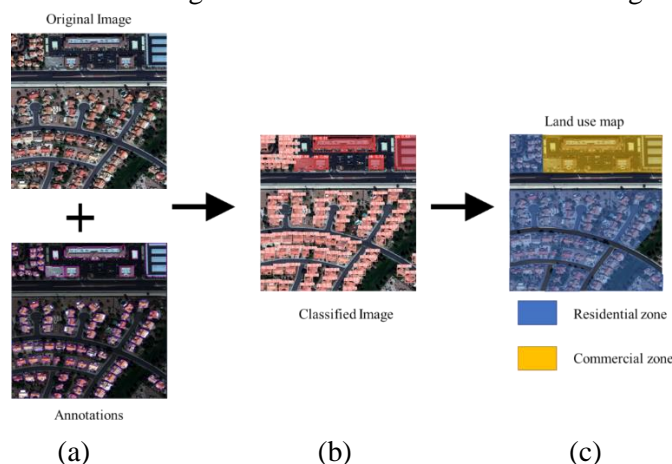 Original Image
+
Annotations
(a)
Classified Image
(b)
Land use map
Residential zone
Commercial zone
(c)